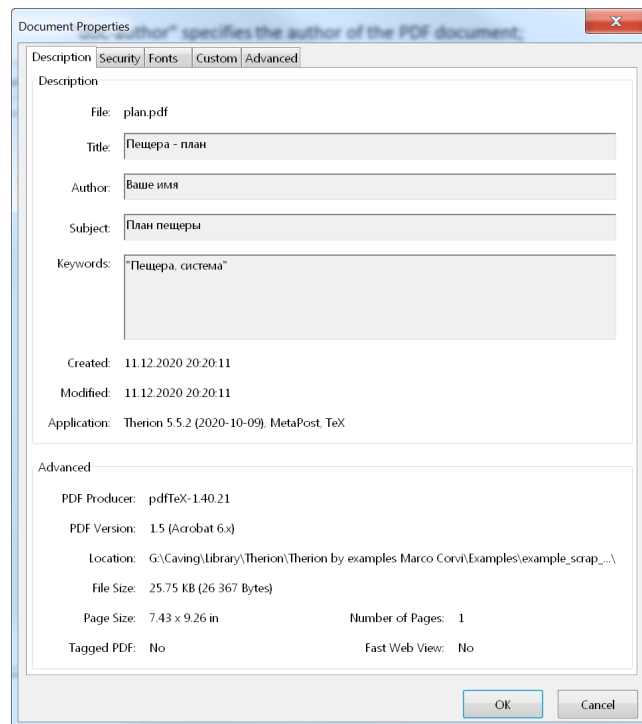 Document Properties
doc-author" specifies the author of the PDF document;
Description Security Fonts Custom Advanced
Description
File: plan.pdf
Title: Пещера - план
Author: Ваше имя
Subject: План пещеры
Keywords: "Пещера, система"
Created: 11.12.2020 20:20:11
Modified: 11.12.2020 20:20:11
Application: Therion 5.5.2 (2020-10-09), MetaPost, TeX
Advanced
PDF Producer: pdfTeX-1.40.21
PDF Version: 1.5 (Acrobat 6.x)
Location: G:\Caving\Library\Therion\Therion by examples Marco Corvi\Examples\example_scrap_...\
File Size: 25.75 KB (26 367 Bytes)
Page Size: 7.43 x 9.26 in Number of Pages: 1
Tagged PDF: No Fast Web View: No
OK Cancel